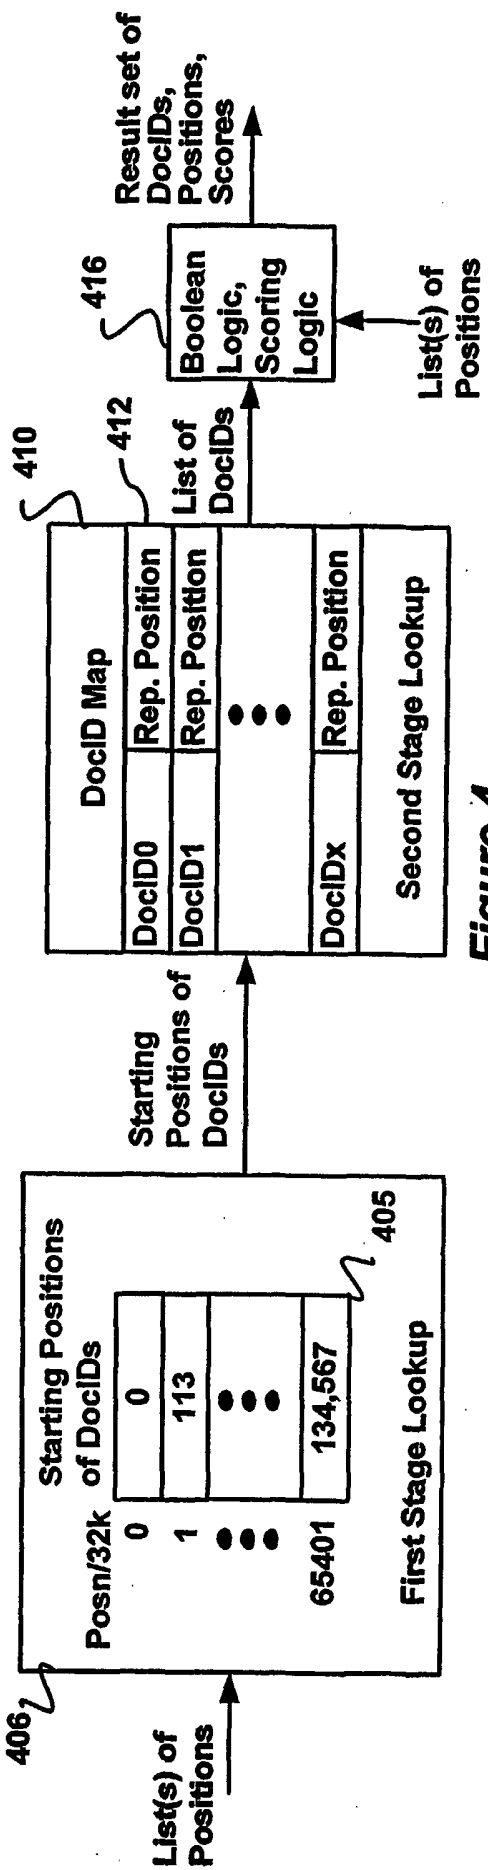 List(s) of
Positions
406
Starting Positions
of DocIDs
Posn/32k
0 0
1 113
65401 134,567
405
First Stage Lookup
Starting
Positions of
DocIDs
410
DocID Map
412
DocID0 Rep. Position
DocID1 Rep. Position
DocIDx Rep. Position
Second Stage Lookup
List of
DocIDs
416
Boolean
Logic,
Scoring
Logic
List(s) of
Positions
Result set of
DocIDs,
Positions,
Scores
Figure 4